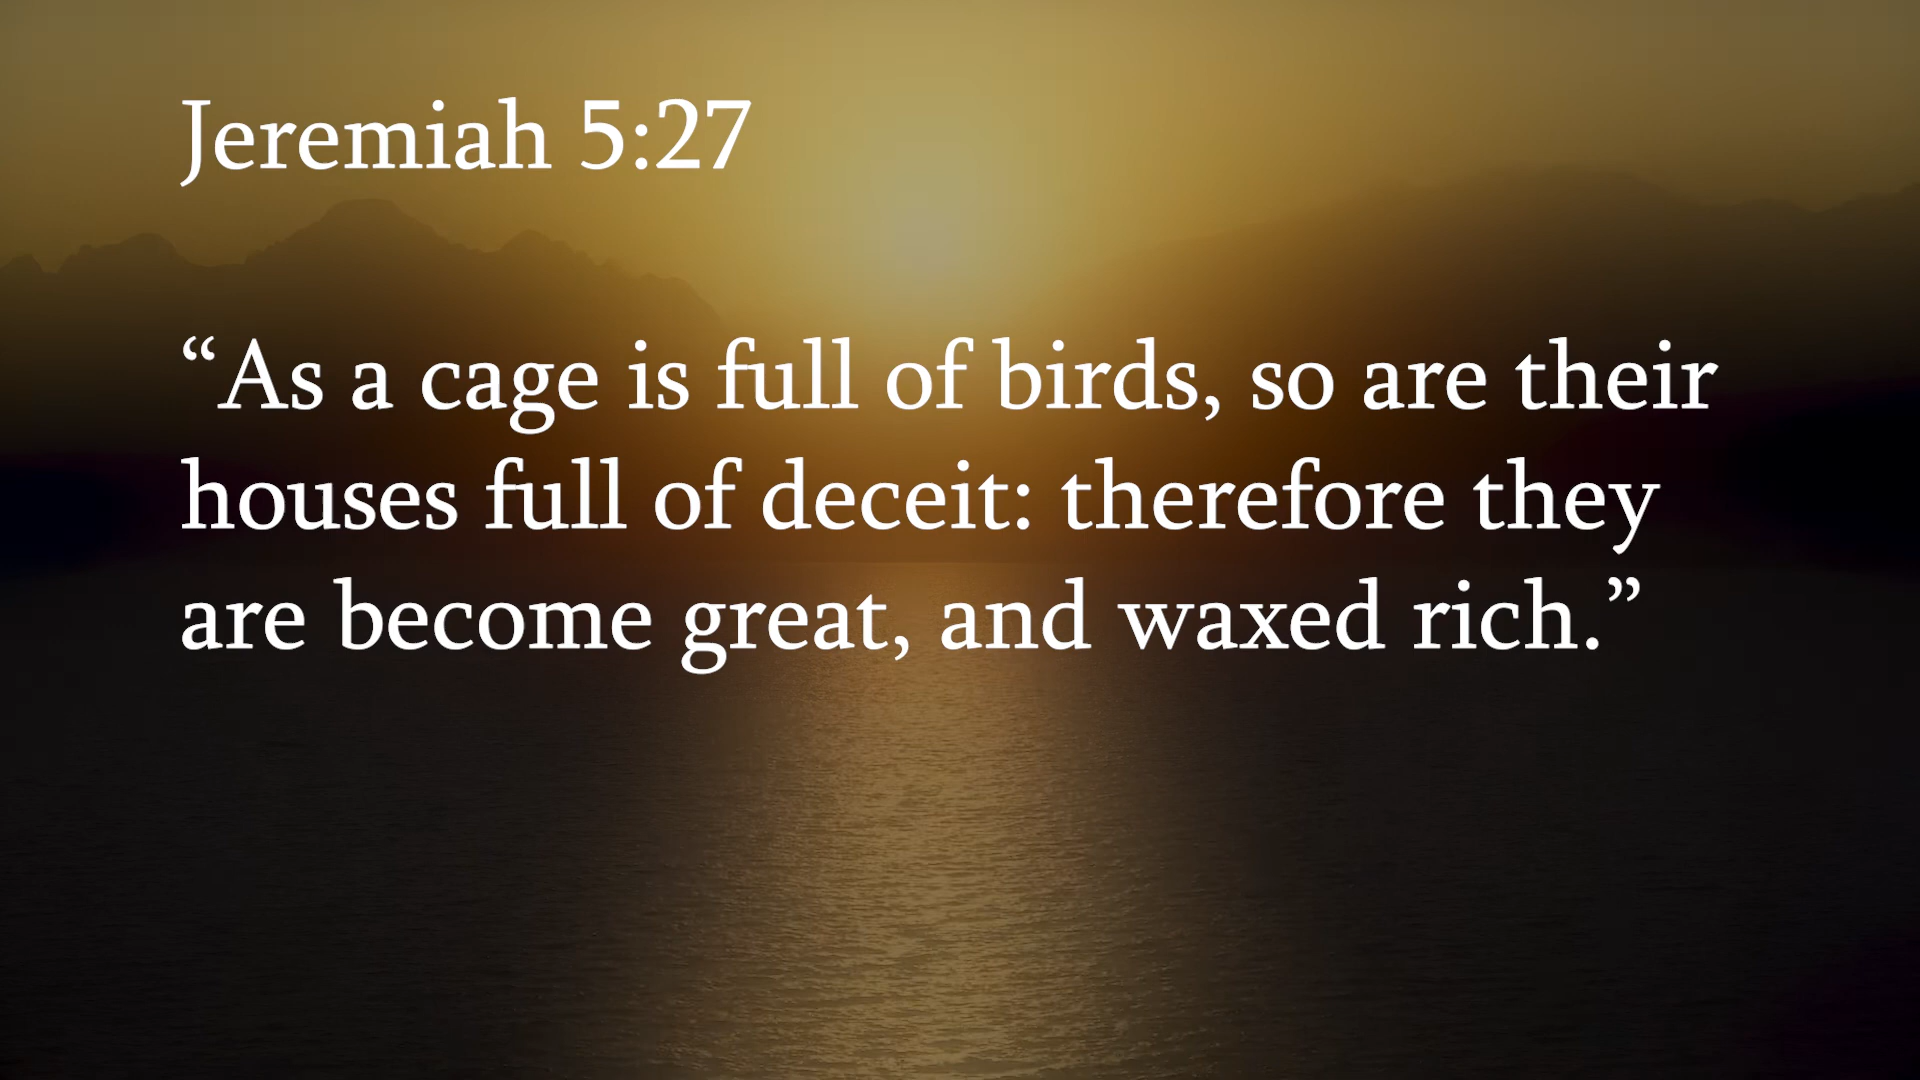 Jeremiah 5:27
“As a cage is full of birds, so are their
houses full of deceit: therefore they
are become great, and waxed rich.”